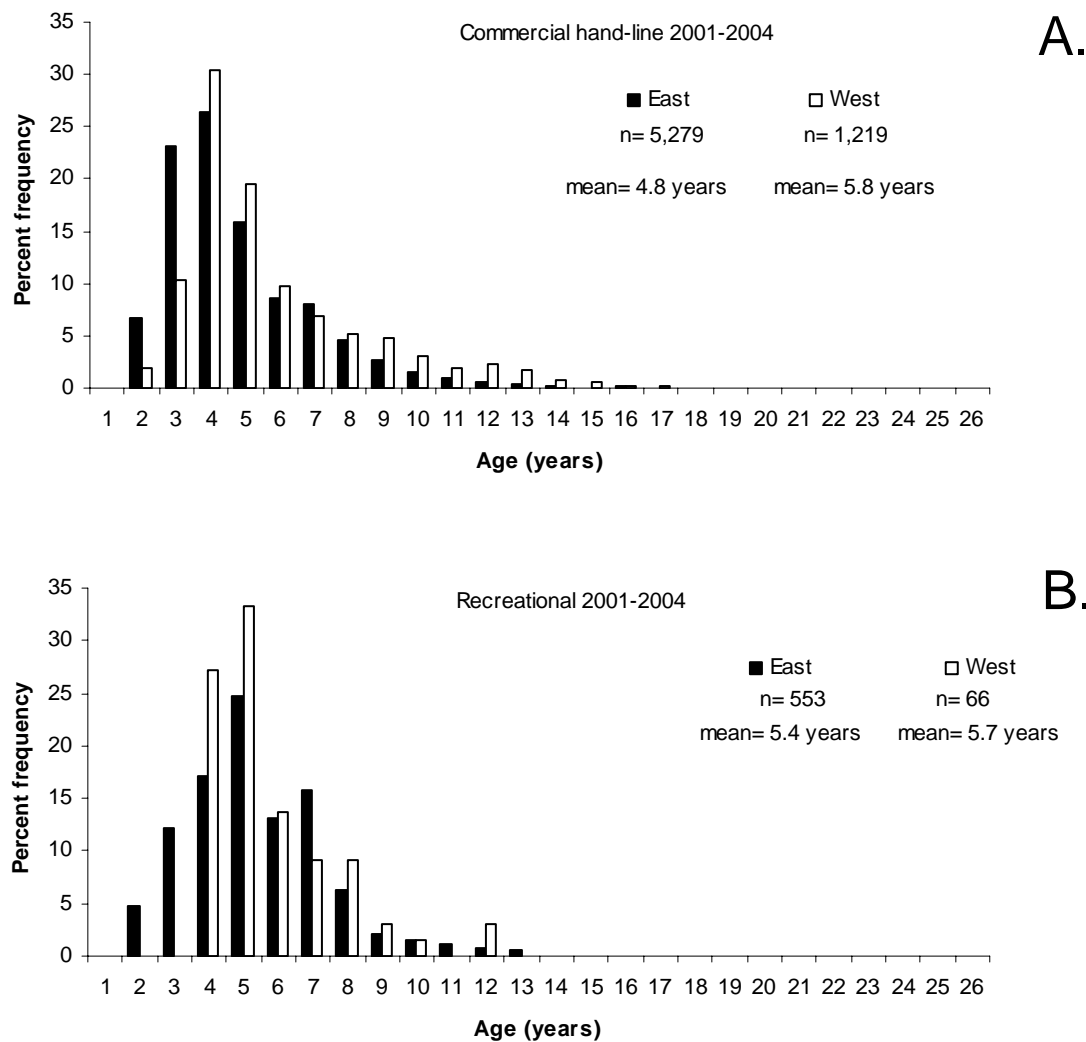 A.
Commercial hand-line 2001-2004
East West
n= 5,279 n= 1,219
mean= 4.8 years mean= 5.8 years
Percent frequency
35
30
25
20
15
10
5
0
1 2 3 4 5 6 7 8 9 10 11 12 13 14 15 16 17 18 19 20 21 22 23 24 25 26
Age (years)
B.
Recreational 2001-2004
East West
n= 553 n= 66
mean= 5.4 years mean= 5.7 years
Percent frequency
35
30
25
20
15
10
5
0
1 2 3 4 5 6 7 8 9 10 11 12 13 14 15 16 17 18 19 20 21 22 23 24 25 26
Age (years)